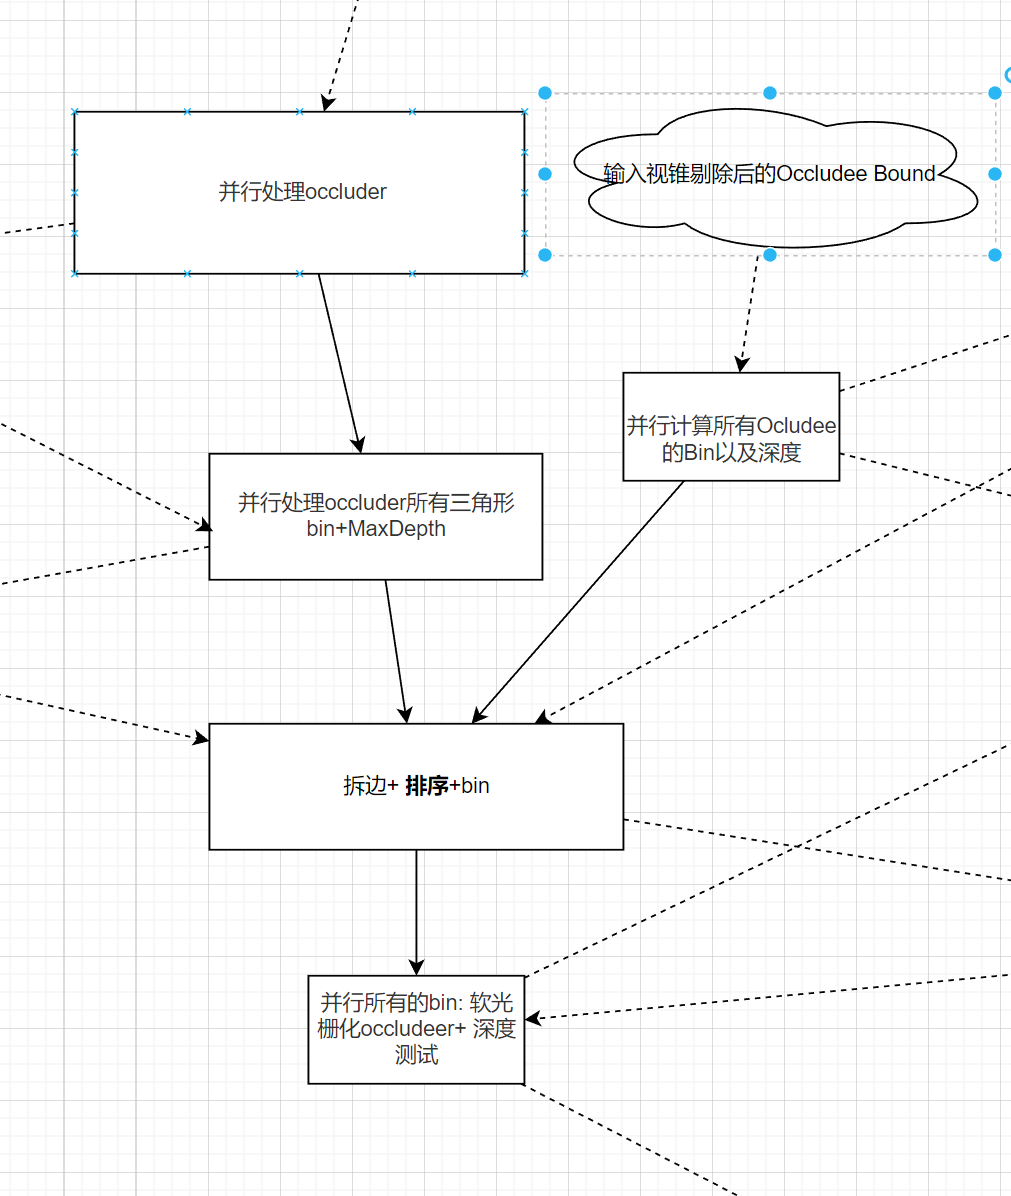 并行处理occluder
输入视锥剔除后的Occludee Bound
并行计算所有Ocludee
的Bin以及深度
并行处理occluder所有三角形
bin+MaxDepth
拆边+ 排序+bin
并行所有的bin: 软光
栅化occludeer+ 深度
测试